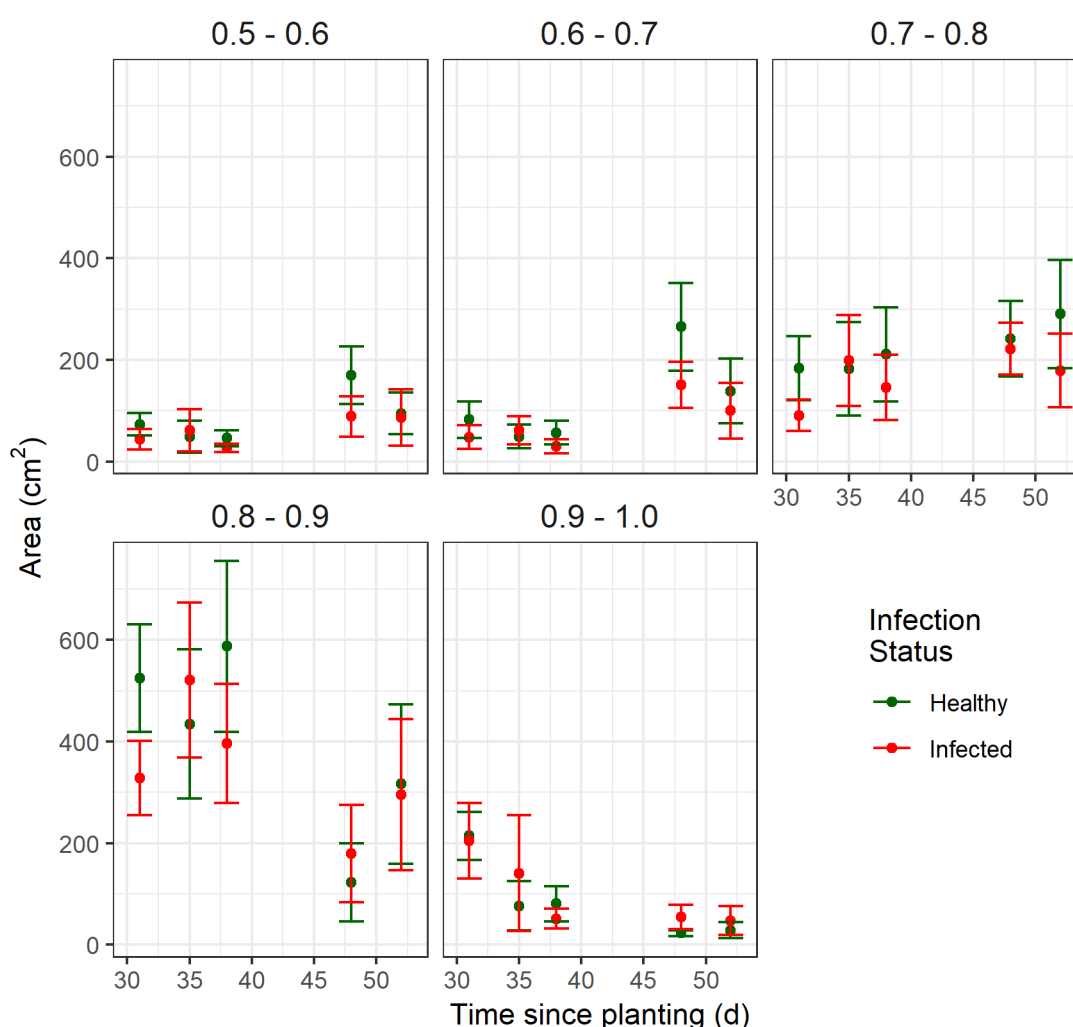 0.5 - 0.6
0.6 - 0.7
0.7 - 0.8
600
400
200
0
30 35 40 45 50
Area (cm²)
0.8 - 0.9
0.9 - 1.0
600
400
200
0
30 35 40 45 50
30 35 40 45 50
Time since planting (d)
Infection
Status
Healthy
Infected